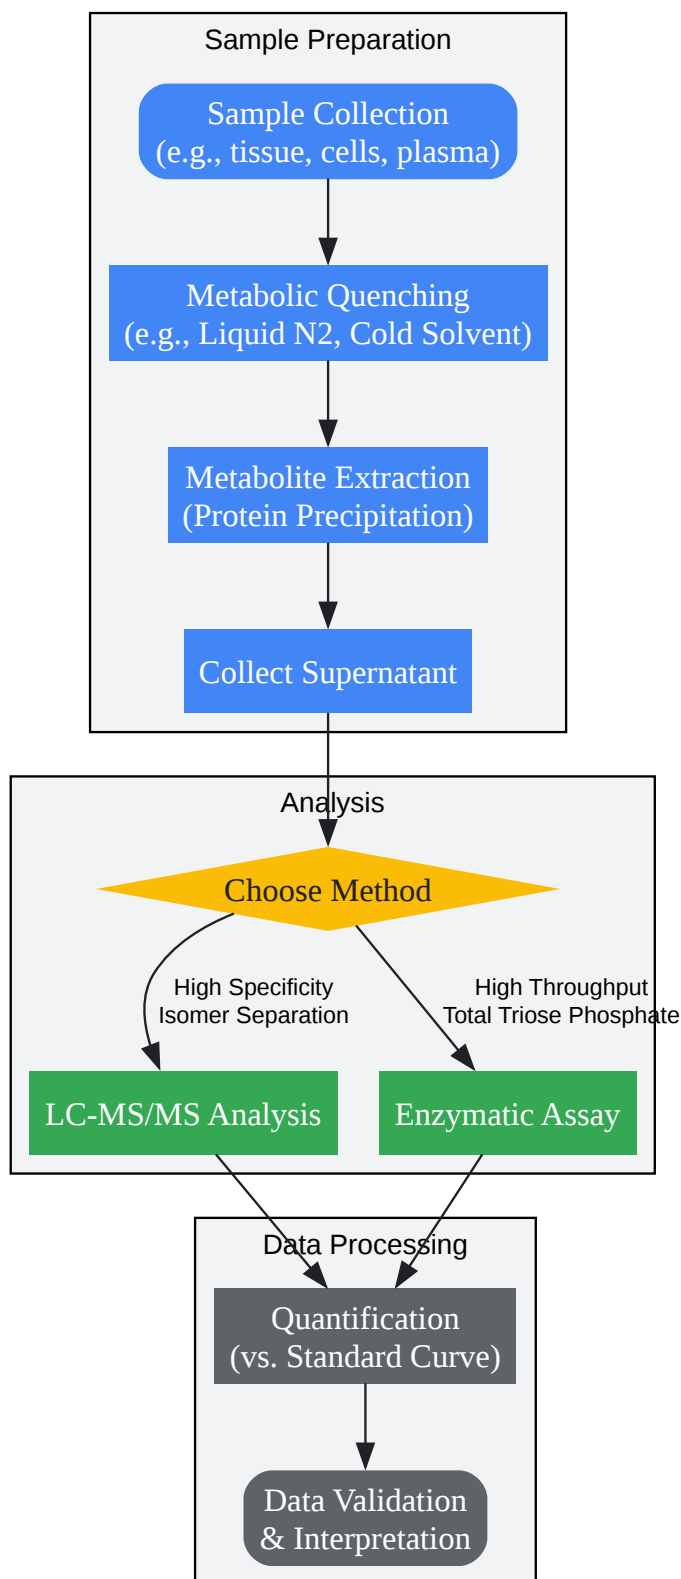 Sample Preparation
Sample Collection
(e.g., tissue, cells, plasma)
Metabolic Quenching
(e.g., Liquid N2, Cold Solvent)
Metabolite Extraction
(Protein Precipitation)
Collect Supernatant
Analysis
Choose Method
High Specificity
Isomer Separation
High Throughput
Total Triose Phosphate
LC-MS/MS Analysis
Enzymatic Assay
Data Processing
Quantification
(vs. Standard Curve)
Data Validation
& Interpretation